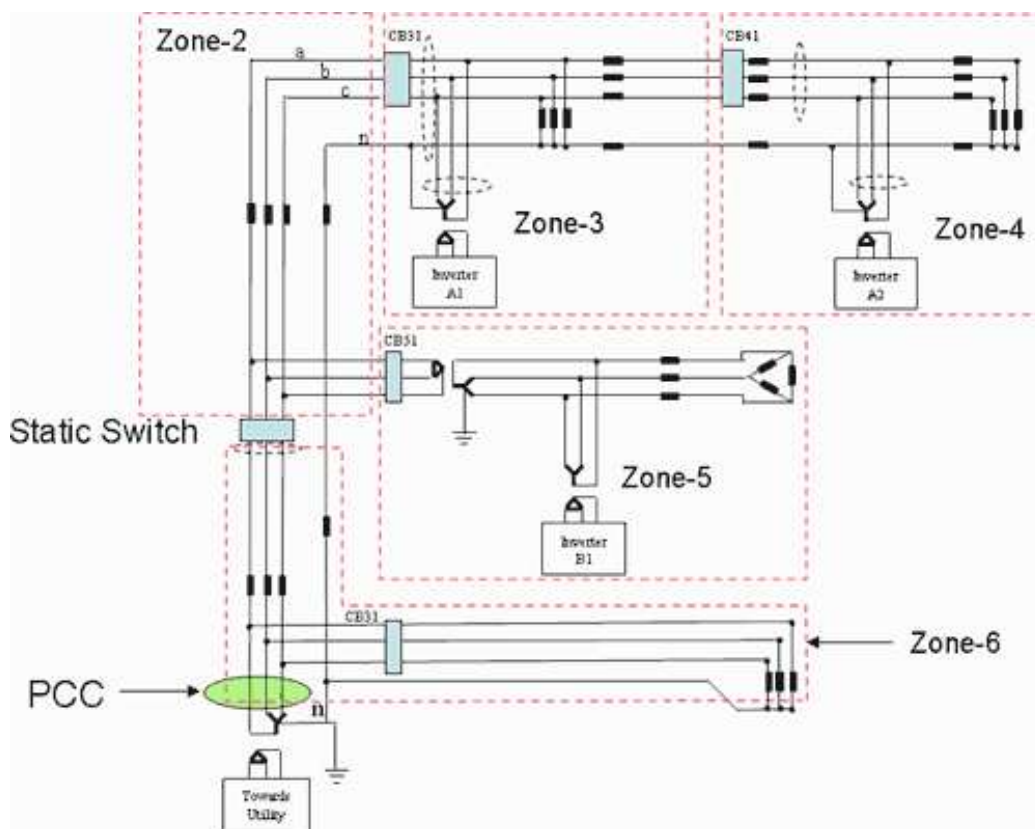 Zone-2
CB31
CB41
a
b
c
n
Zone-3
Zone-4
Inverter
A1
Inverter
A2
CB51
Static Switch
Zone-5
Inverter
B1
CB31
Zone-6
PCC
n
Towards
Utility